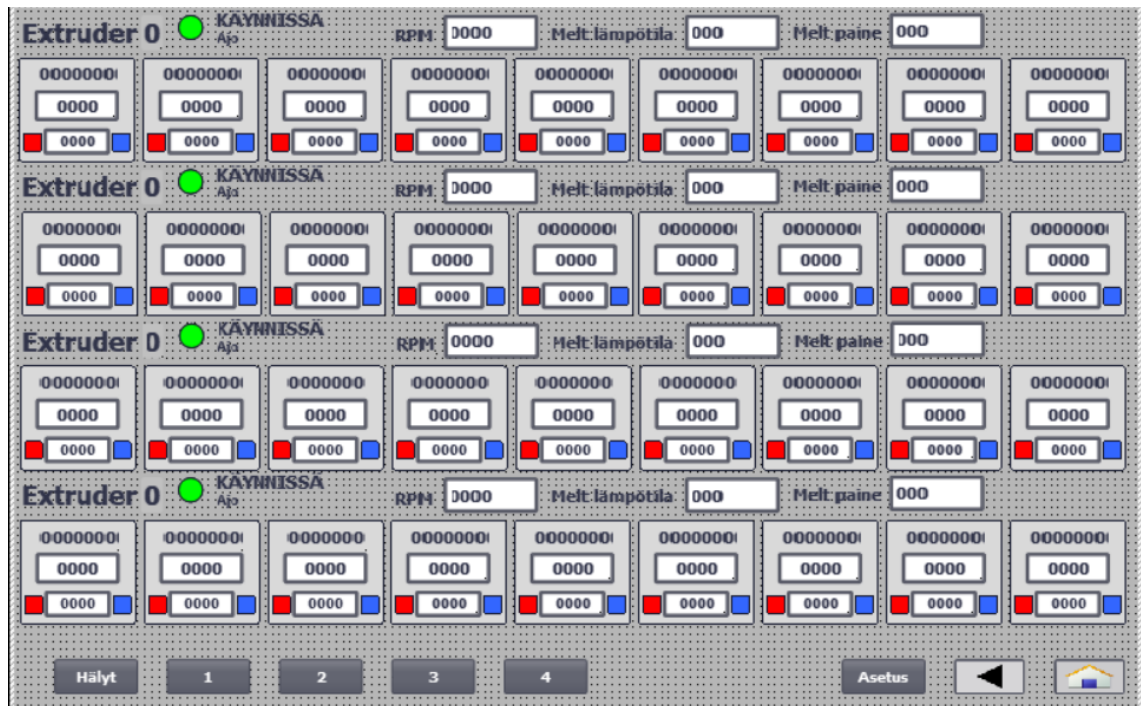 Extruder 0 KÄYNNISSÄ RPM 0000 Melt lämpötila 000 Melt paine 000
Ajo
0000000 0000000 0000000 0000000 0000000 0000000 0000000 0000000 0000000
0000 0000 0000 0000 0000 0000 0000 0000 0000
0000 0000 0000 0000 0000 0000 0000 0000 0000
Extruder 0 KÄYNNISSÄ RPM 0000 Melt lämpötila 000 Melt paine 000
Ajo
0000000 0000000 0000000 0000000 0000000 0000000 0000000 0000000 0000000
0000 0000 0000 0000 0000 0000 0000 0000 0000
0000 0000 0000 0000 0000 0000 0000 0000 0000
Extruder 0 KÄYNNISSÄ RPM 0000 Melt lämpötila 000 Melt paine 000
Ajo
0000000 0000000 0000000 0000000 0000000 0000000 0000000 0000000 0000000
0000 0000 0000 0000 0000 0000 0000 0000 0000
0000 0000 0000 0000 0000 0000 0000 0000 0000
Extruder 0 KÄYNNISSÄ RPM 0000 Melt lämpötila 000 Melt paine 000
Ajo
0000000 0000000 0000000 0000000 0000000 0000000 0000000 0000000 0000000
0000 0000 0000 0000 0000 0000 0000 0000 0000
0000 0000 0000 0000 0000 0000 0000 0000 0000
Hälyt 1 2 3 4 Asetus